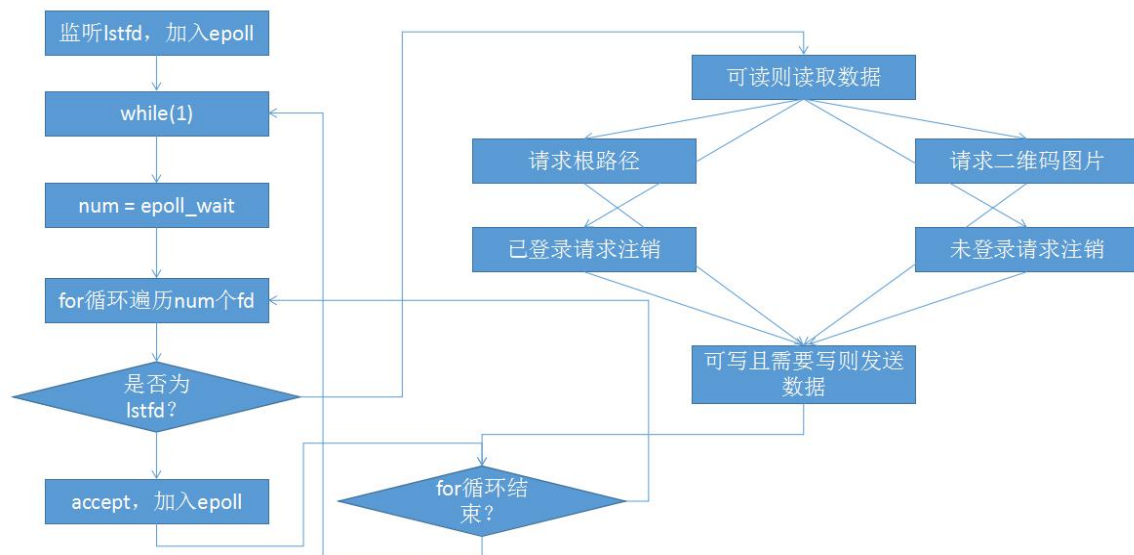 监听lstfd，加入epoll
while(1)
num = epoll_wait
for循环遍历num个fd
是否为
lstfd？
accept，加入epoll
可读则读取数据
请求根路径
请求二维码图片
已登录请求注销
未登录请求注销
可写且需要写则发送
数据
for循环结
束？